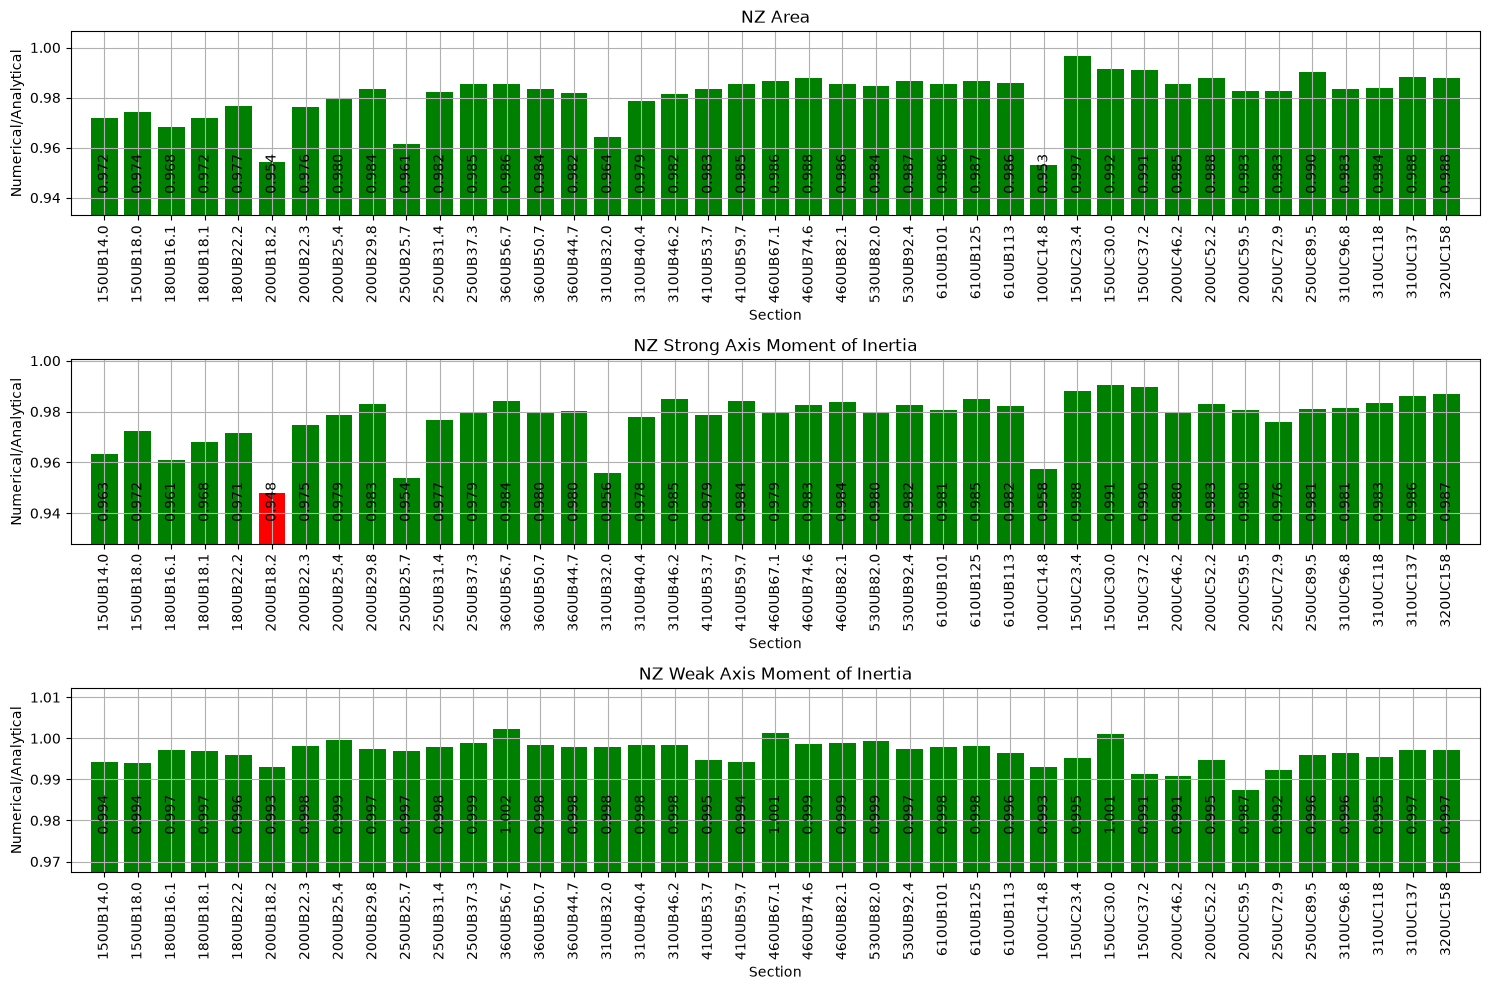 NZ Area
Numerical/Analytical
1.00
0.98
0.96
0.94
0.972 0.974 0.968 0.972 0.977 0.954 0.976 0.980 0.984 0.961 0.982 0.985 0.986 0.984 0.982 0.964 0.979 0.982 0.983 0.985 0.986 0.988 0.986 0.984 0.987 0.986 0.987 0.986 0.953 0.997 0.992 0.991 0.985 0.988 0.983 0.983 0.990 0.983 0.984 0.988 0.988
150UB14.0 150UB18.0 180UB16.1 180UB18.1 180UB22.2 200UB18.2 200UB22.3 200UB25.4 200UB29.8 250UB25.7 250UB31.4 250UB37.3 360UB56.7 360UB50.7 360UB44.7 310UB32.0 310UB40.4 310UB46.2 410UB53.7 410UB59.7 460UB67.1 460UB74.6 460UB82.1 530UB82.0 530UB92.4 610UB101 610UB125 610UB113 100UC14.8 150UC23.4 150UC30.0 150UC37.2 200UC46.2 200UC52.2 200UC59.5 250UC72.9 250UC89.5 310UC96.8 310UC118 310UC137 320UC158
Section
NZ Strong Axis Moment of Inertia
Numerical/Analytical
1.00
0.98
0.96
0.94
0.963 0.972 0.961 0.968 0.971 0.948 0.975 0.979 0.983 0.954 0.977 0.979 0.984 0.980 0.980 0.956 0.978 0.985 0.979 0.984 0.979 0.983 0.984 0.980 0.982 0.981 0.985 0.982 0.958 0.988 0.991 0.990 0.980 0.983 0.980 0.976 0.981 0.981 0.983 0.986 0.987
150UB14.0 150UB18.0 180UB16.1 180UB18.1 180UB22.2 200UB18.2 200UB22.3 200UB25.4 200UB29.8 250UB25.7 250UB31.4 250UB37.3 360UB56.7 360UB50.7 360UB44.7 310UB32.0 310UB40.4 310UB46.2 410UB53.7 410UB59.7 460UB67.1 460UB74.6 460UB82.1 530UB82.0 530UB92.4 610UB101 610UB125 610UB113 100UC14.8 150UC23.4 150UC30.0 150UC37.2 200UC46.2 200UC52.2 200UC59.5 250UC72.9 250UC89.5 310UC96.8 310UC118 310UC137 320UC158
Section
NZ Weak Axis Moment of Inertia
Numerical/Analytical
1.01
1.00
0.99
0.98
0.97
0.994 0.994 0.997 0.997 0.996 0.993 0.998 0.999 0.997 0.997 0.998 0.999 1.002 0.998 0.998 0.998 0.998 0.998 0.995 0.994 1.001 0.999 0.999 0.999 0.997 0.998 0.998 0.996 0.993 0.995 1.001 0.991 0.991 0.995 0.987 0.992 0.996 0.996 0.995 0.997 0.997
150UB14.0 150UB18.0 180UB16.1 180UB18.1 180UB22.2 200UB18.2 200UB22.3 200UB25.4 200UB29.8 250UB25.7 250UB31.4 250UB37.3 360UB56.7 360UB50.7 360UB44.7 310UB32.0 310UB40.4 310UB46.2 410UB53.7 410UB59.7 460UB67.1 460UB74.6 460UB82.1 530UB82.0 530UB92.4 610UB101 610UB125 610UB113 100UC14.8 150UC23.4 150UC30.0 150UC37.2 200UC46.2 200UC52.2 200UC59.5 250UC72.9 250UC89.5 310UC96.8 310UC118 310UC137 320UC158
Section